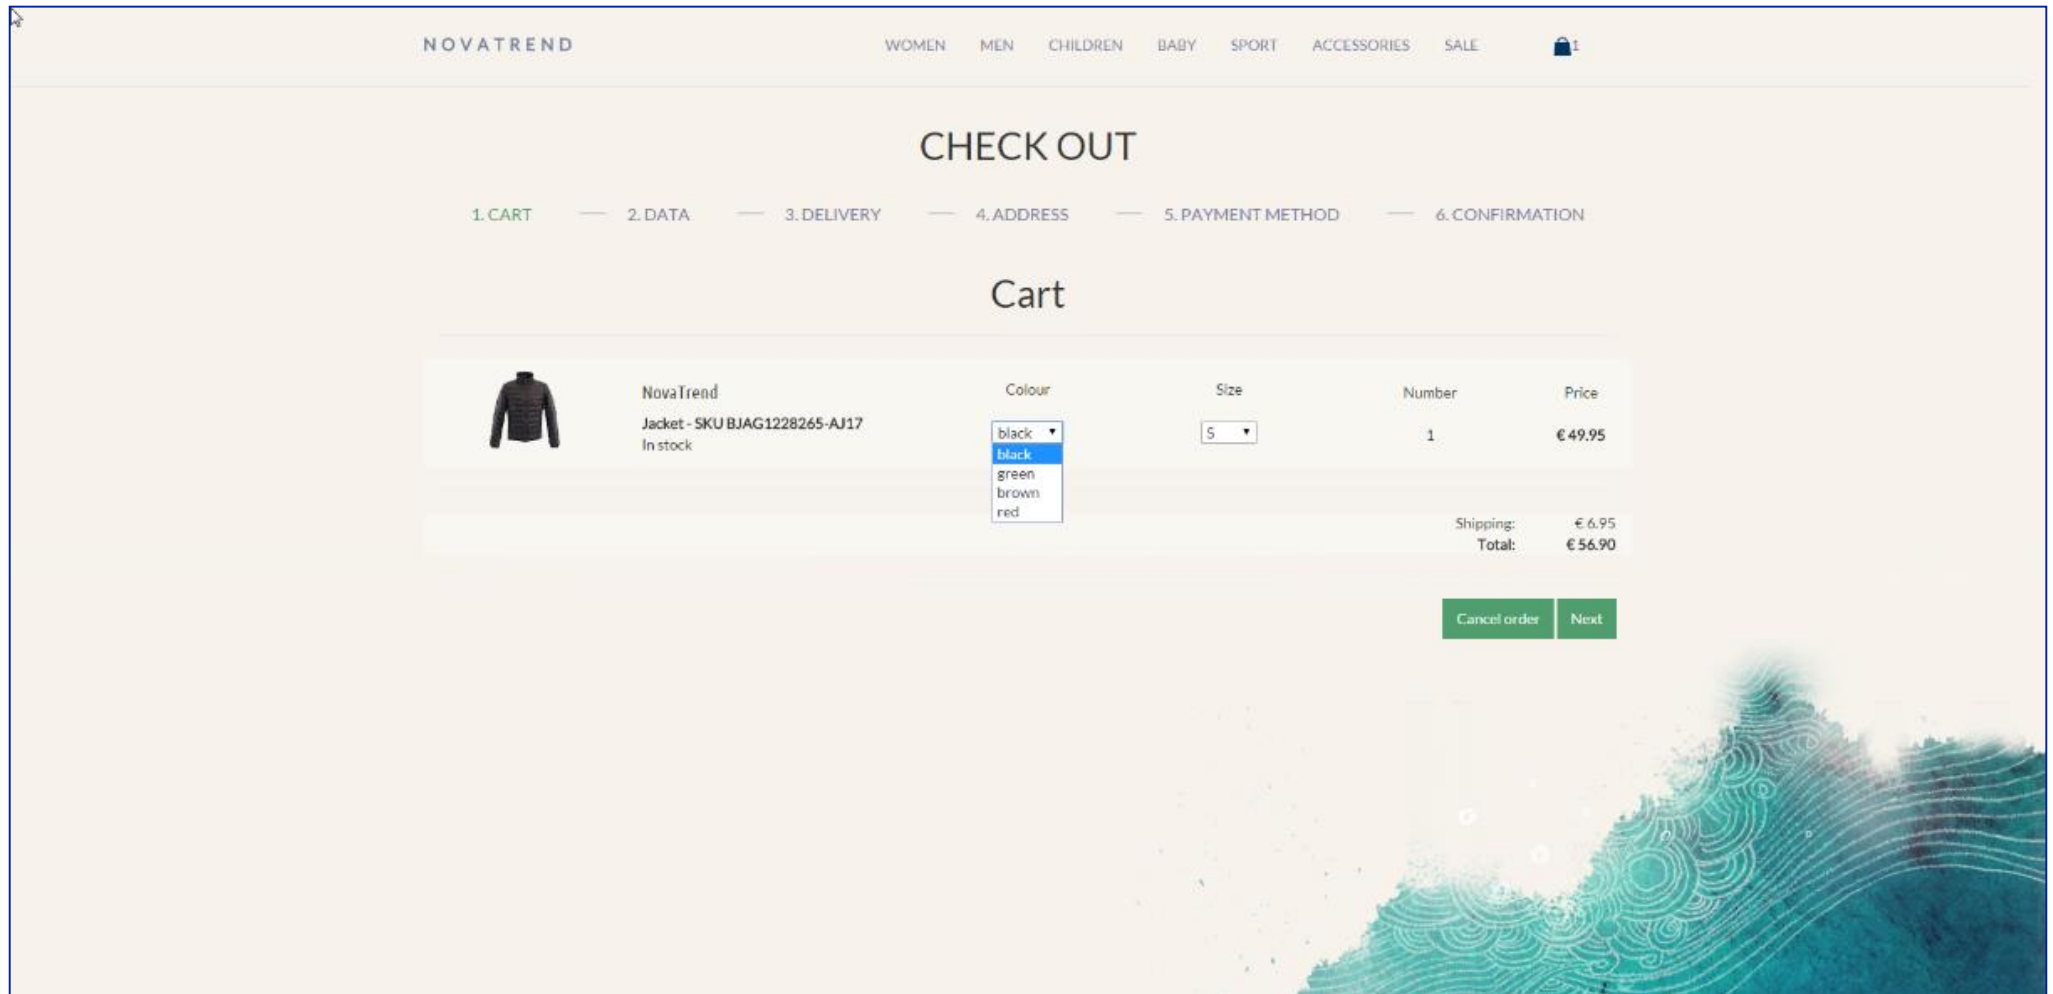 NOVATREND WOMEN MEN CHILDREN BABY SPORT ACCESSORIES SALE 1
CHECK OUT
1. CART 2. DATA 3. DELIVERY 4. ADDRESS 5. PAYMENT METHOD 6. CONFIRMATION
Cart
NovaTrend Colour Size Number Price
Jacket - SKU BJAG1228265-AJ17 black S 1 € 49.95
In stock
black
green
brown
red
Shipping: € 6.95
Total: € 56.90
Cancel order Next